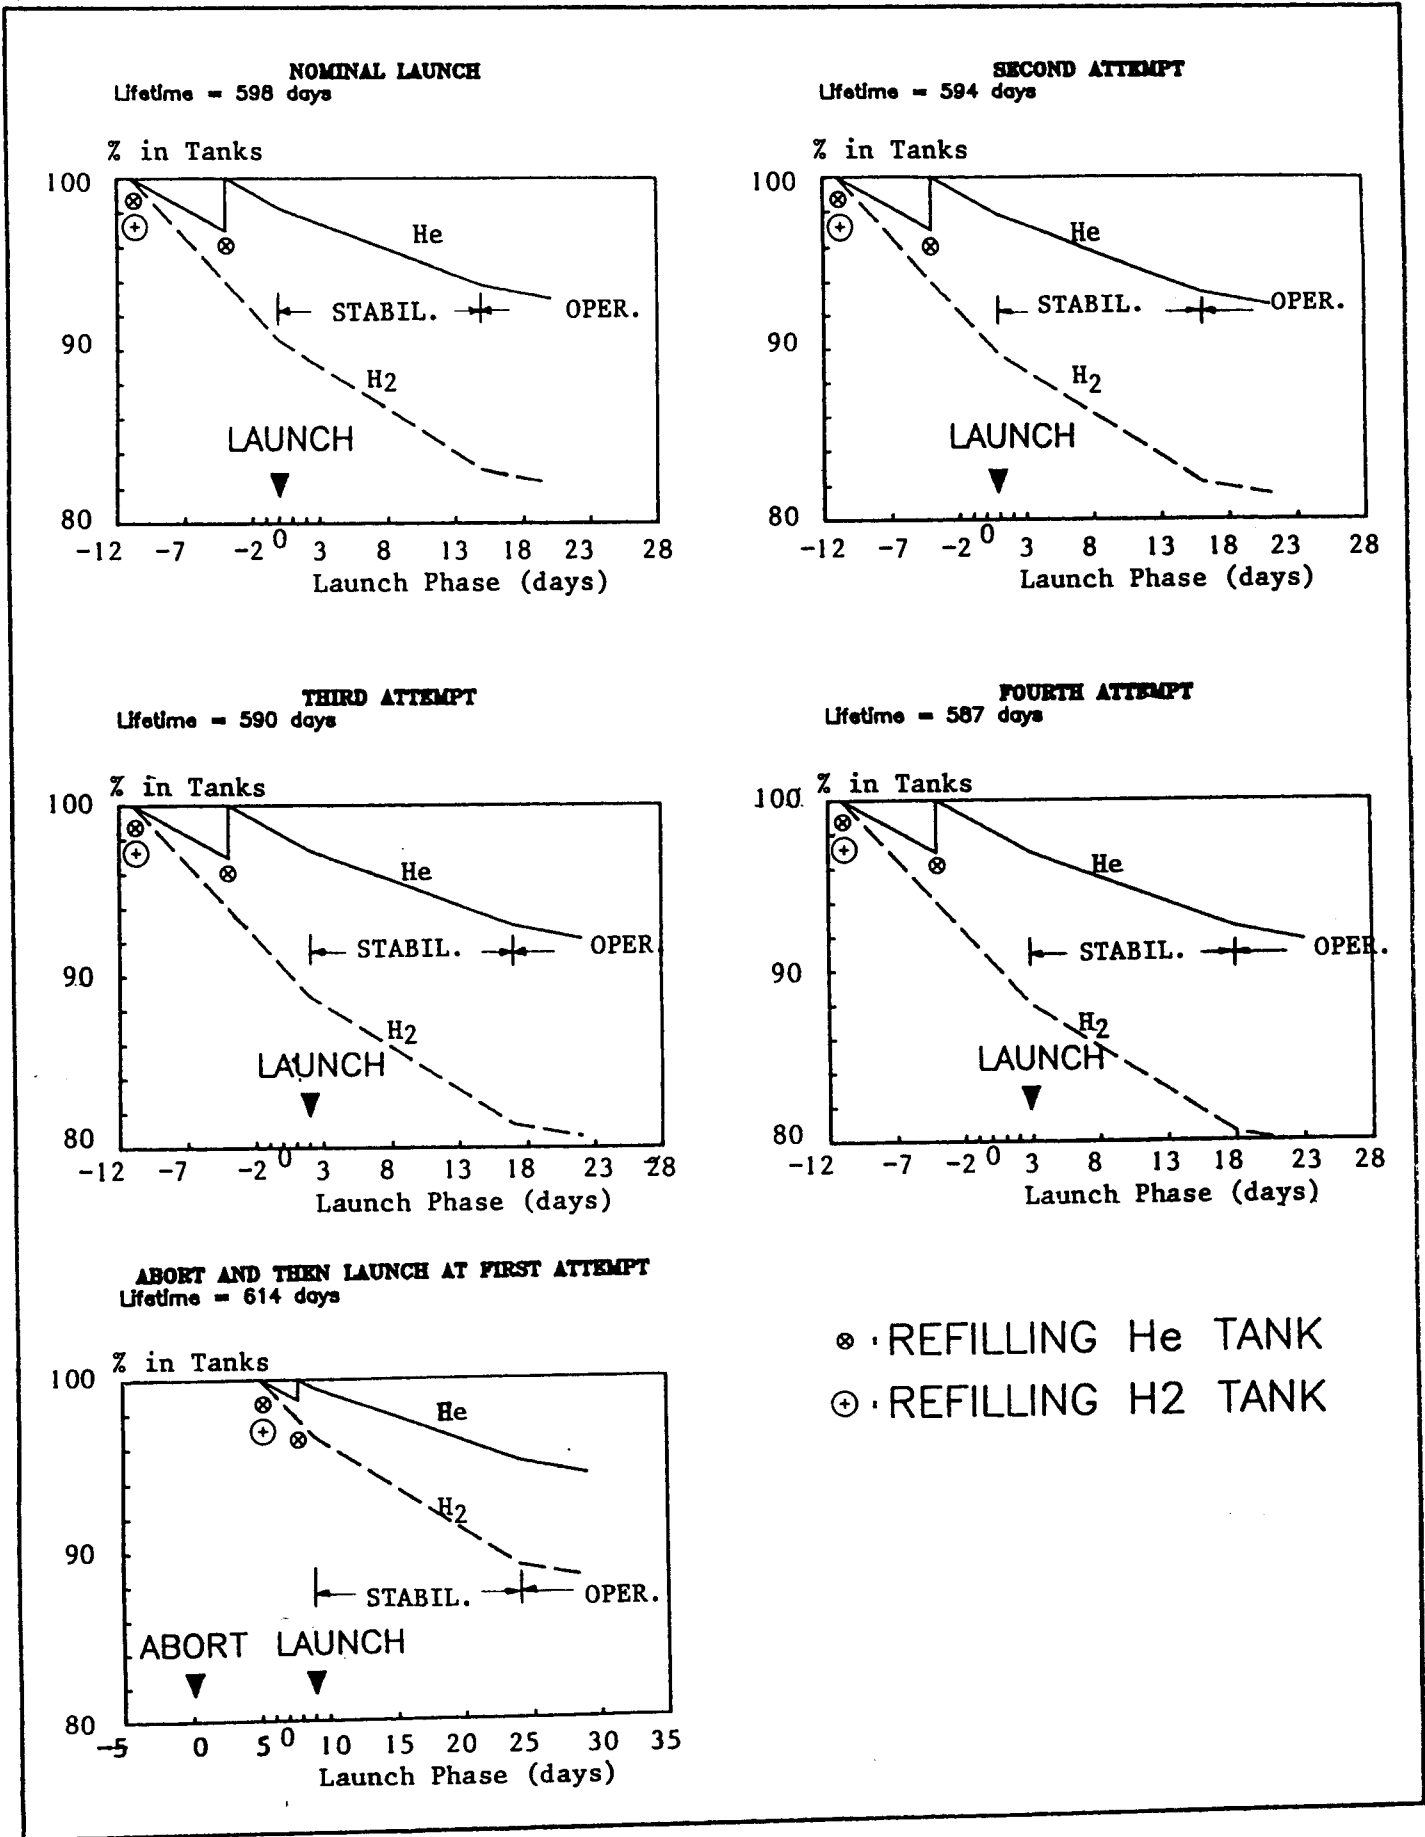 NOMINAL LAUNCH
Lifetime = 598 days
% in Tanks
100
90
80
He
STABIL.
OPER.
H2
LAUNCH
-12 -7 -2 0 3 8 13 18 23 28
Launch Phase (days)
SECOND ATTEMPT
Lifetime = 594 days
% in Tanks
100
90
80
He
STABIL.
OPER.
H2
LAUNCH
-12 -7 -2 0 3 8 13 18 23 28
Launch Phase (days)
THIRD ATTEMPT
Lifetime = 590 days
% in Tanks
100
90
80
He
STABIL.
OPER
H2
LAUNCH
-12 -7 -2 0 3 8 13 18 23 28
Launch Phase (days)
FOURTH ATTEMPT
Lifetime = 587 days
% in Tanks
100
90
80
He
STABIL.
OPER.
H2
LAUNCH
-12 -7 -2 0 3 8 13 18 23 28
Launch Phase (days)
ABORT AND THEN LAUNCH AT FIRST ATTEMPT
Lifetime = 614 days
% in Tanks
100
90
80
He
H2
STABIL.
OPER.
ABORT LAUNCH
-5 0 5 0 10 15 20 25 30 35
Launch Phase (days)
⊗ : REFILLING He TANK
⊕ : REFILLING H2 TANK